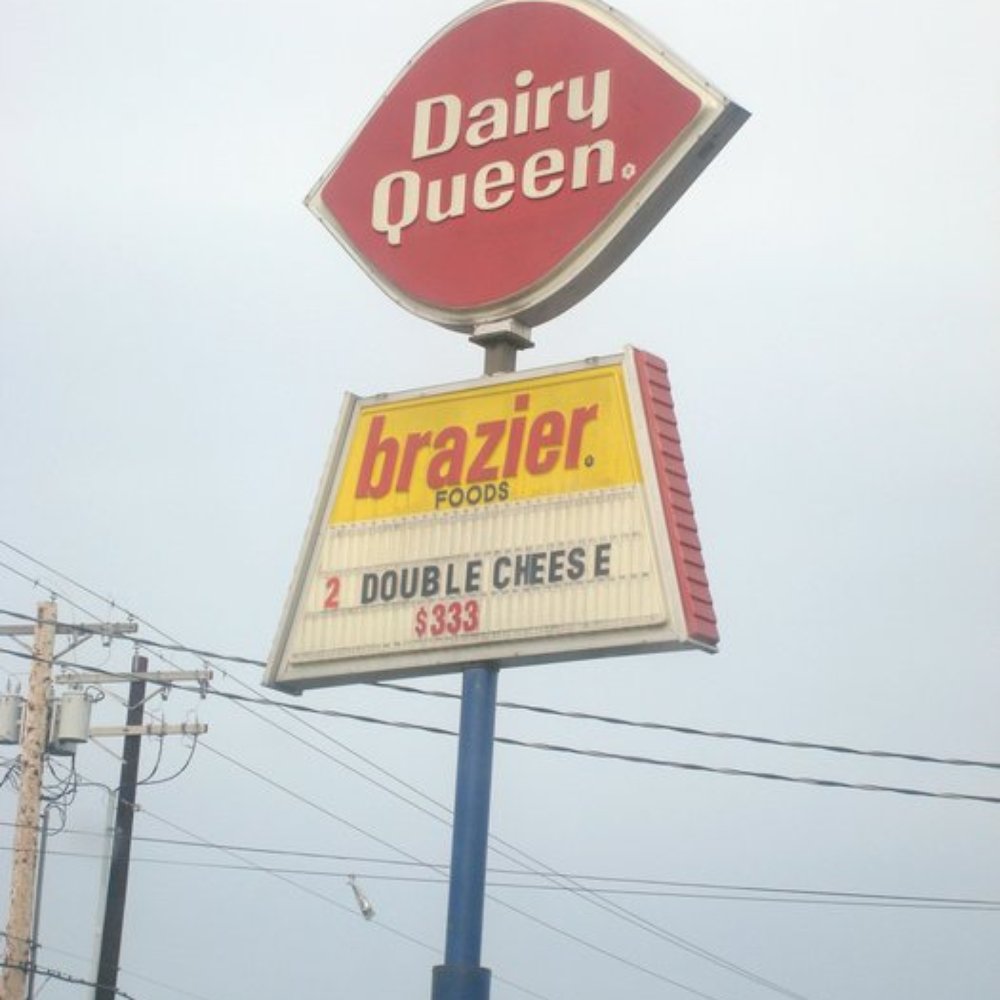 Dairy
Queen.
brazier.
FOODS
2 DOUBLE CHEESE
$333